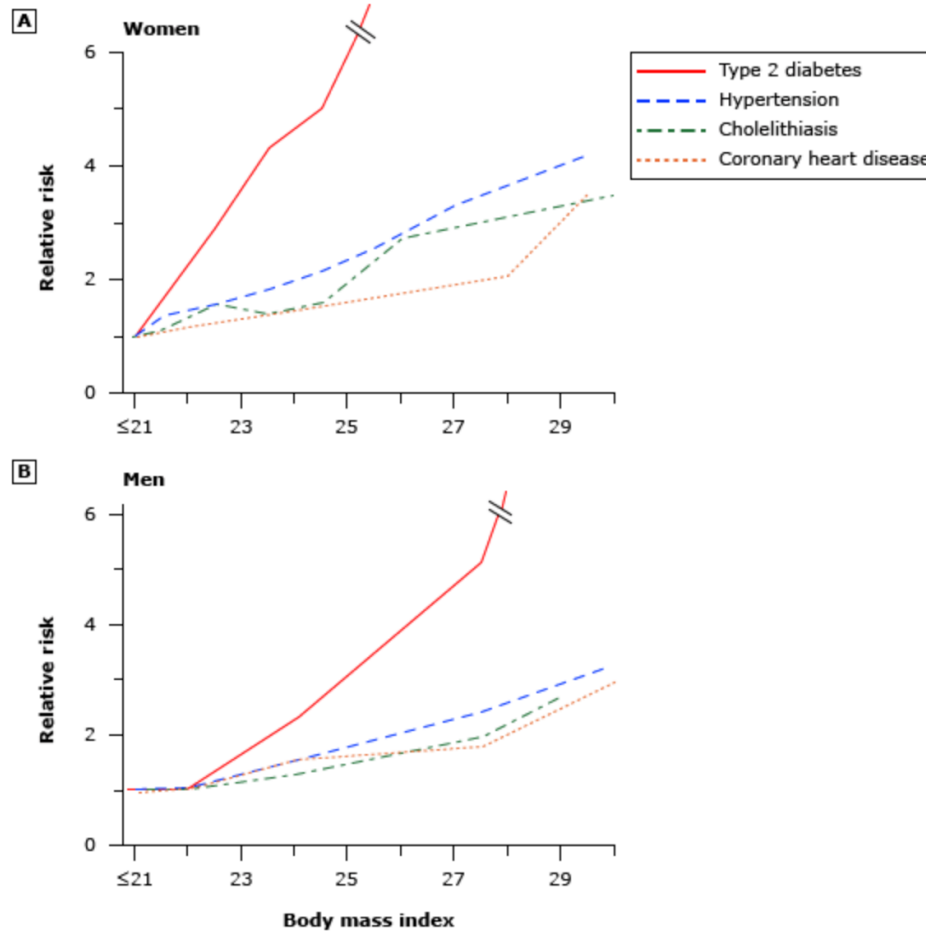 A
Women
6
4
2
0
Relative risk
≤21 23 25 27 29
Type 2 diabetes
Hypertension
Cholelithiasis
Coronary heart disease
B
Men
6
4
2
0
Relative risk
≤21 23 25 27 29
Body mass index